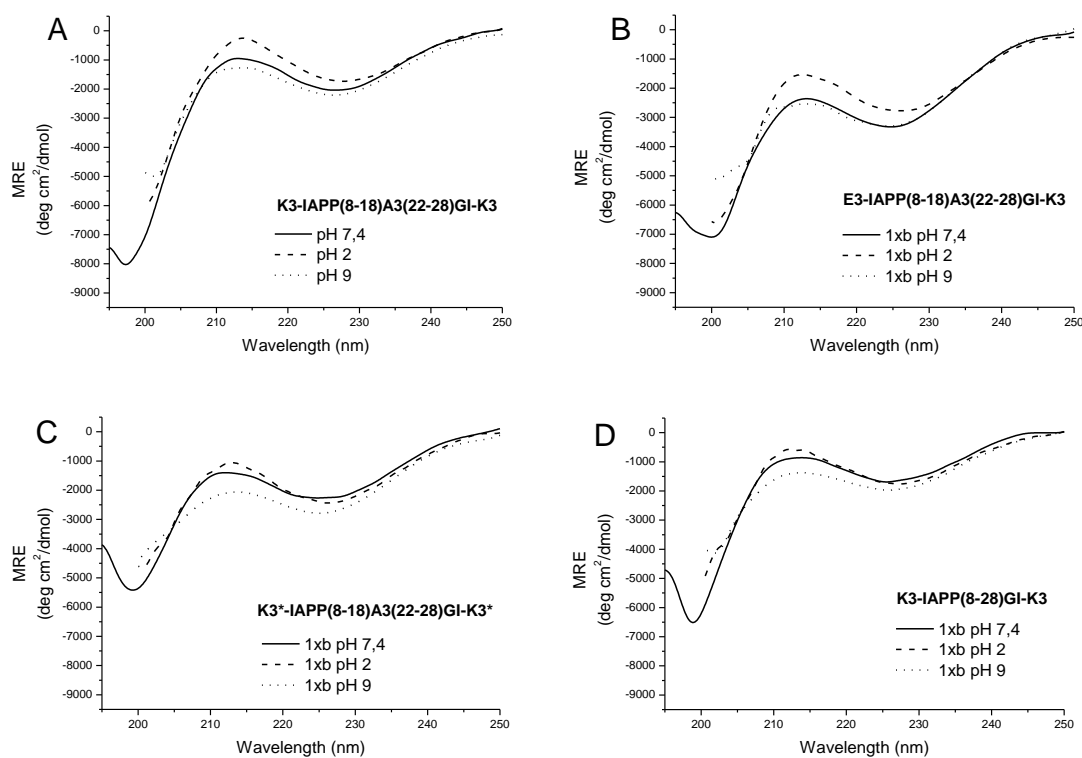 A
0
-1000
-2000
-3000
-4000
-5000
-6000
-7000
-8000
-9000
MRE
(deg cm²/dmol)
K3-IAPP(8-18)A3(22-28)GI-K3
pH 7,4
pH 2
pH 9
200 210 220 230 240 250
Wavelength (nm)
B
0
-1000
-2000
-3000
-4000
-5000
-6000
-7000
-8000
-9000
MRE
(deg cm²/dmol)
E3-IAPP(8-18)A3(22-28)GI-K3
1xb pH 7,4
1xb pH 2
1xb pH 9
200 210 220 230 240 250
Wavelength (nm)
C
0
-1000
-2000
-3000
-4000
-5000
-6000
-7000
-8000
-9000
MRE
(deg cm²/dmol)
K3*-IAPP(8-18)A3(22-28)GI-K3*
1xb pH 7,4
1xb pH 2
1xb pH 9
200 210 220 230 240 250
Wavelength (nm)
D
0
-1000
-2000
-3000
-4000
-5000
-6000
-7000
-8000
-9000
MRE
(deg cm²/dmol)
K3-IAPP(8-28)GI-K3
1xb pH 7,4
1xb pH 2
1xb pH 9
200 210 220 230 240 250
Wavelength (nm)